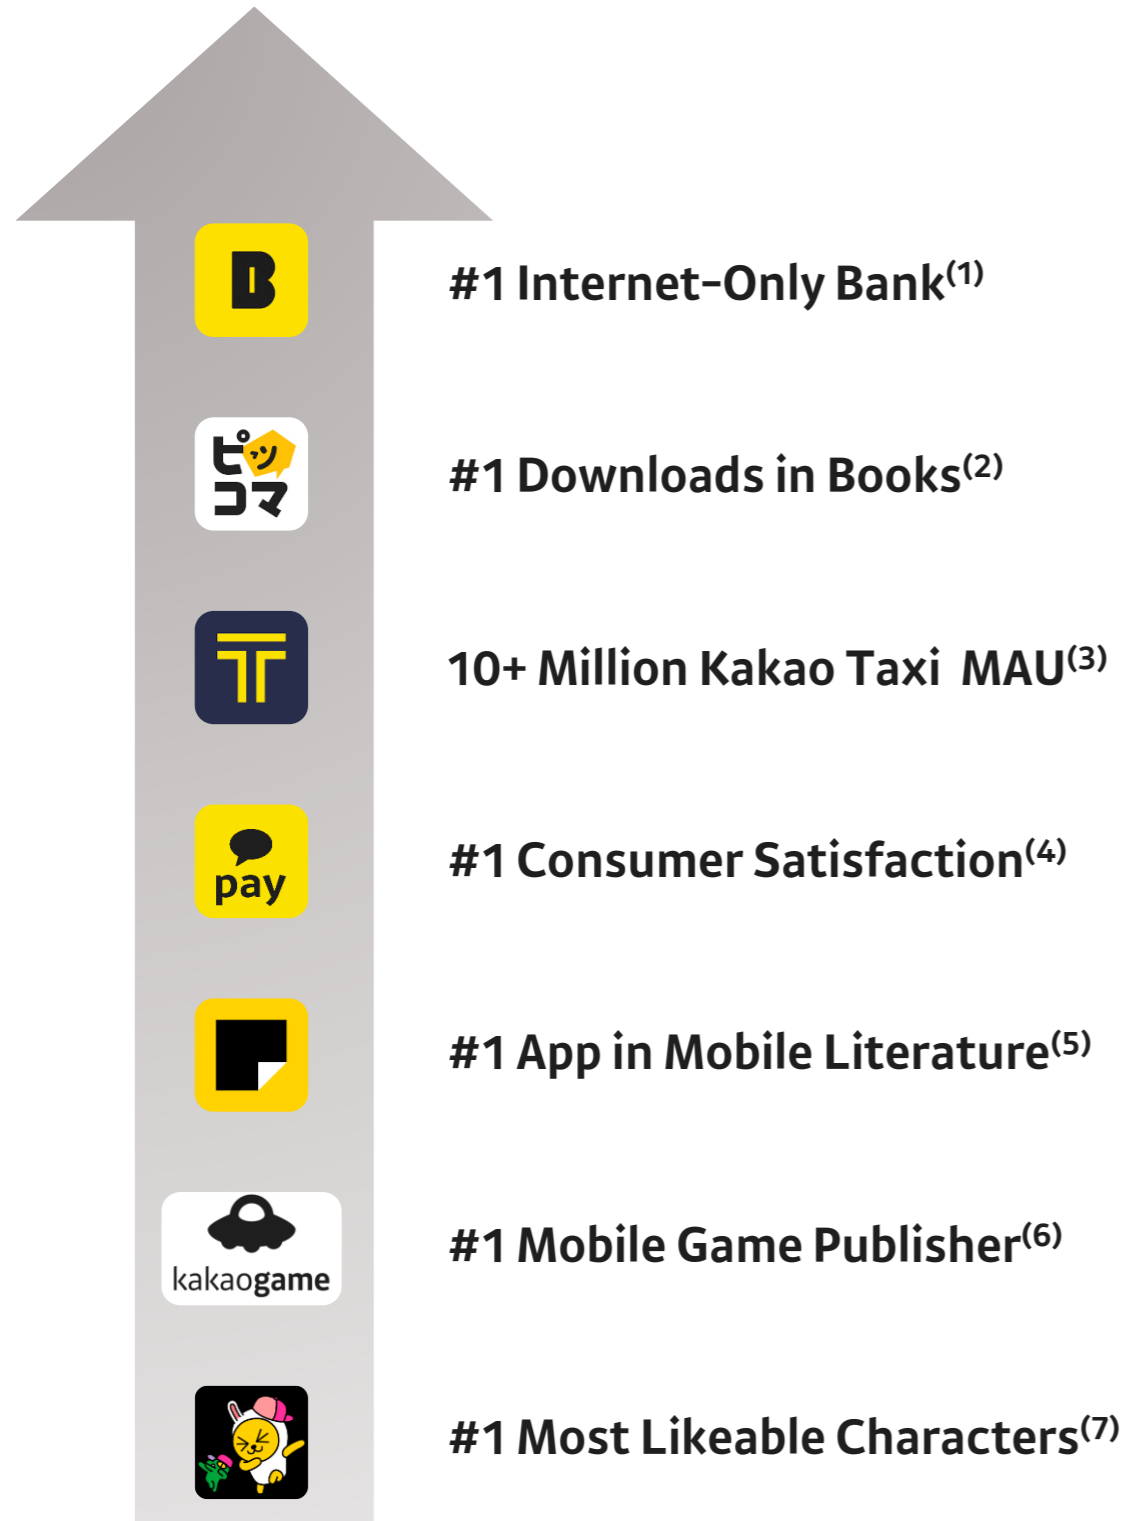 B
#1 Internet-Only Bank(1)
ピッ
コマ
#1 Downloads in Books(2)
T
10+ Million Kakao Taxi MAU(3)
pay
#1 Consumer Satisfaction(4)
#1 App in Mobile Literature(5)
kakaogame
#1 Mobile Game Publisher(6)
#1 Most Likeable Characters(7)